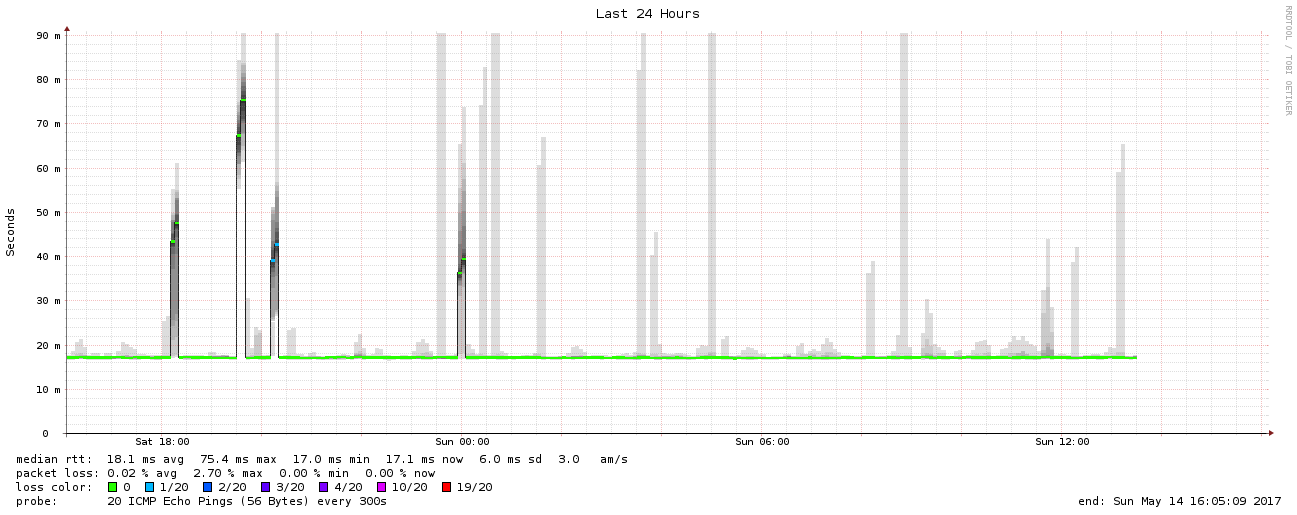 Last 24 Hours
RRDTOOL / TOBI OETIKER
Seconds
90 m
80 m
70 m
60 m
50 m
40 m
30 m
20 m
10 m
0
Sat 18:00 Sun 00:00 Sun 06:00 Sun 12:00
median rtt: 18.1 ms avg 75.4 ms max 17.0 ms min 17.1 ms now 6.0 ms sd 3.0 am/s
packet loss: 0.02 % avg 2.70 % max 0.00 % min 0.00 % now
loss color: 0 1/20 2/20 3/20 4/20 10/20 19/20
probe: 20 ICMP Echo Pings (56 Bytes) every 300s end: Sun May 14 16:05:09 2017